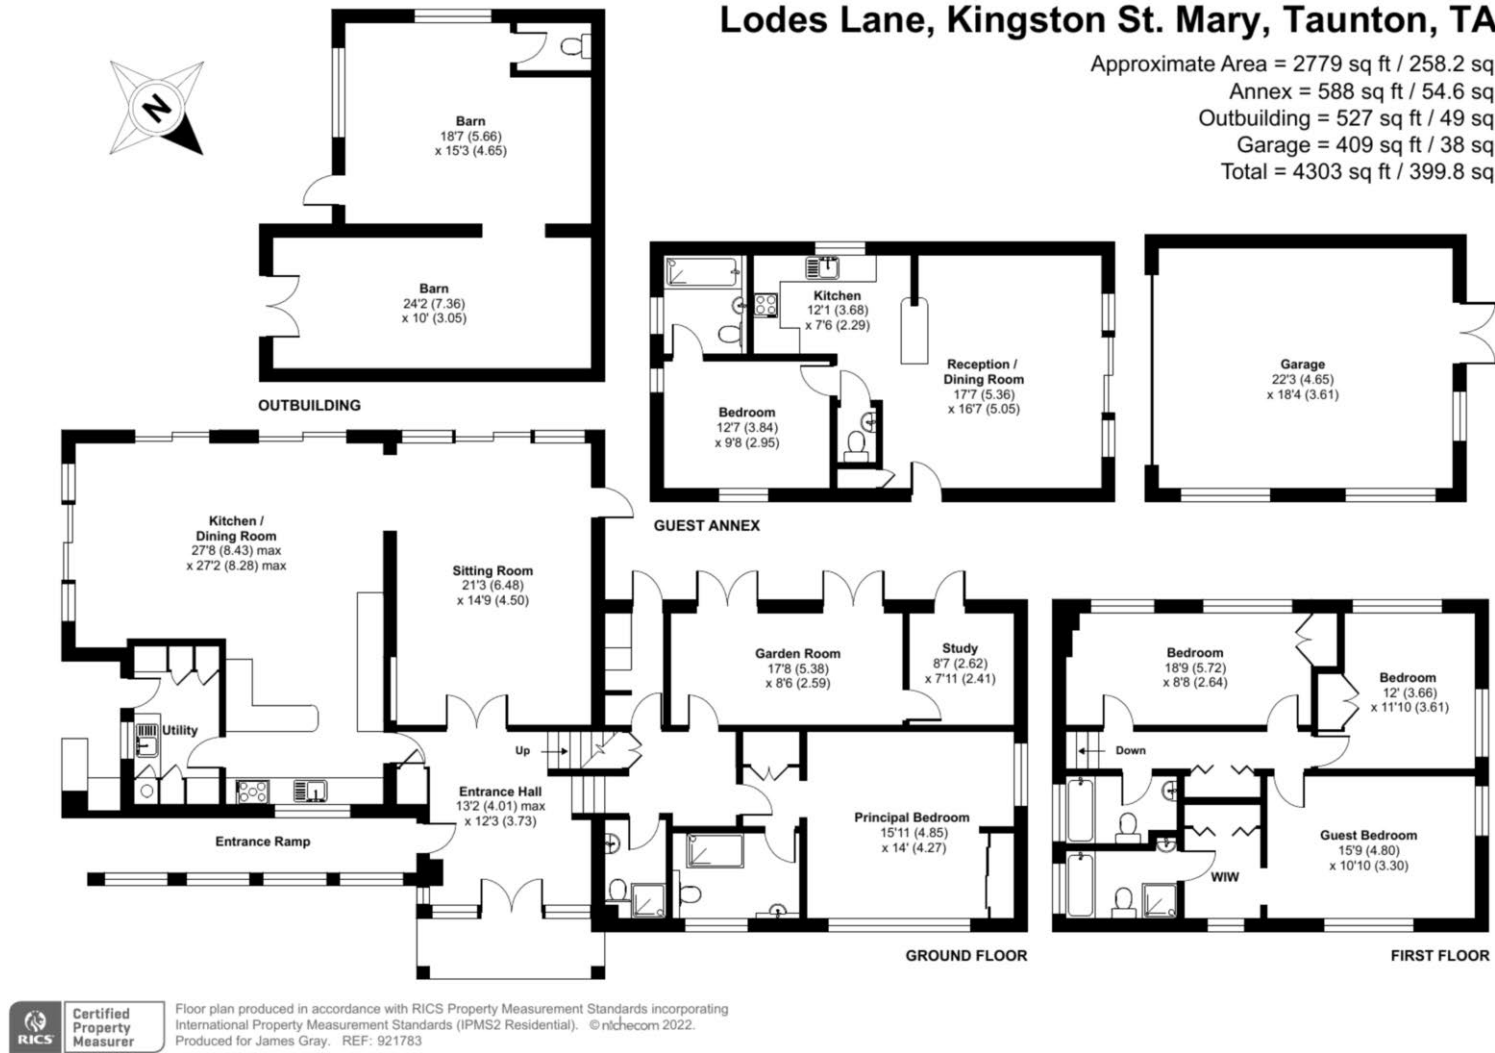 Lodes Lane, Kingston St. Mary, Taunton, TA
Approximate Area = 2779 sq ft / 258.2 sq
Annex = 588 sq ft / 54.6 sq
Outbuilding = 527 sq ft / 49 sq
Garage = 409 sq ft / 38 sq
Total = 4303 sq ft / 399.8 sq
N
Barn
18'7 (5.66)
x 15'3 (4.65)
Barn
24'2 (7.36)
x 10' (3.05)
OUTBUILDING
Kitchen
12'1 (3.68)
x 7'6 (2.29)
Reception /
Dining Room
17'7 (5.36)
x 16'7 (5.05)
Bedroom
12'7 (3.84)
x 9'8 (2.95)
GUEST ANNEX
Garage
22'3 (4.65)
x 18'4 (3.61)
Kitchen /
Dining Room
27'8 (8.43) max
x 27'2 (8.28) max
Sitting Room
21'3 (6.48)
x 14'9 (4.50)
Utility
Garden Room
17'8 (5.38)
x 8'6 (2.59)
Study
8'7 (2.62)
x 7'11 (2.41)
Up
Entrance Hall
13'2 (4.01) max
x 12'3 (3.73)
Entrance Ramp
Principal Bedroom
15'11 (4.85)
x 14' (4.27)
GROUND FLOOR
Bedroom
18'9 (5.72)
x 8'8 (2.64)
Bedroom
12' (3.66)
x 11'10 (3.61)
Down
Guest Bedroom
15'9 (4.80)
x 10'10 (3.30)
WIW
FIRST FLOOR
RICS
Certified
Property
Measurer
Floor plan produced in accordance with RICS Property Measurement Standards incorporating
International Property Measurement Standards (IPMS2 Residential). © nichecom 2022.
Produced for James Gray. REF: 921783